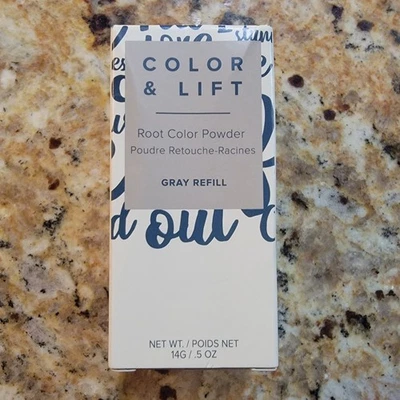 COLOR
& LIFT
Root Color Powder
Poudre Retouche-Racines
GRAY REFILL
NET WT. / POIDS NET
14G / .5 OZ